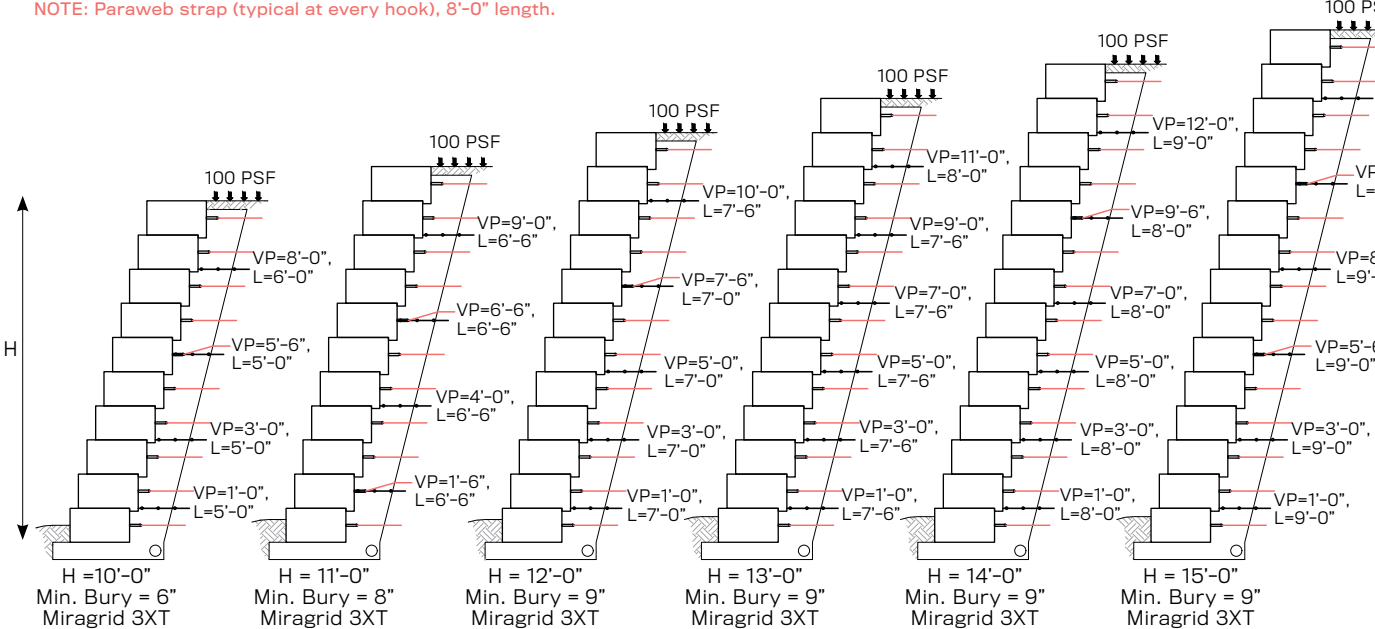 NOTE: Paraweb strap (typical at every hook), 8'-0" length.
H
100 PSF
VP=8'-0",
L=6'-0"
VP=5'-6",
L=5'-0"
VP=3'-0",
L=5'-0"
VP=1'-0",
L=5'-0"
H =10'-0"
Min. Bury = 6"
Miragrid 3XT
100 PSF
VP=9'-0",
L=6'-6"
VP=6'-6",
L=6'-6"
VP=4'-0",
L=6'-6"
VP=1'-6",
L=6'-6"
H = 11'-0"
Min. Bury = 8"
Miragrid 3XT
100 PSF
VP=10'-0",
L=7'-6"
VP=7'-6",
L=7'-0"
VP=5'-0",
L=7'-0"
VP=3'-0",
L=7'-0"
VP=1'-0",
L=7'-0"
H = 12'-0"
Min. Bury = 9"
Miragrid 3XT
100 PSF
VP=11'-0",
L=8'-0"
VP=9'-0",
L=7'-6"
VP=7'-0",
L=7'-6"
VP=5'-0",
L=7'-6"
VP=3'-0",
L=7'-6"
VP=1'-0",
L=7'-6"
H = 13'-0"
Min. Bury = 9"
Miragrid 3XT
100 PSF
VP=12'-0",
L=9'-0"
VP=9'-6",
L=8'-0"
VP=7'-0",
L=8'-0"
VP=5'-0",
L=8'-0"
VP=3'-0",
L=8'-0"
VP=1'-0",
L=8'-0"
H = 14'-0"
Min. Bury = 9"
Miragrid 3XT
100
VP
L=
VP=8
L=9'-
VP=5'-6
L=9'-0"
VP=3'-0",
L=9'-0"
VP=1'-0",
L=9'-0"
H = 15'-0"
Min. Bury = 9"
Miragrid 3XT